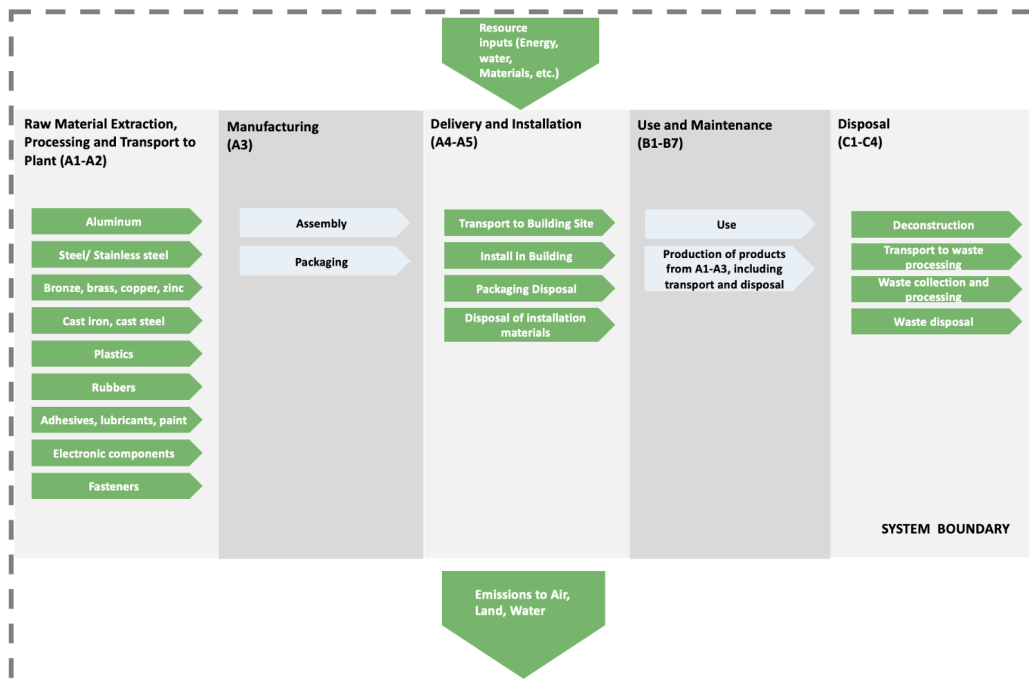 Resource
inputs (Energy,
water,
Materials, etc.)
Raw Material Extraction,
Processing and Transport to
Plant (A1-A2)
Aluminum
Steel/ Stainless steel
Bronze, brass, copper, zinc
Cast iron, cast steel
Plastics
Rubbers
Adhesives, lubricants, paint
Electronic components
Fasteners
Manufacturing
(A3)
Assembly
Packaging
Delivery and Installation
(A4-A5)
Transport to Building Site
Install in Building
Packaging Disposal
Disposal of installation
materials
Use and Maintenance
(B1-B7)
Use
Production of products
from A1-A3, including
transport and disposal
Disposal
(C1-C4)
Deconstruction
Transport to waste
processing
Waste collection and
processing
Waste disposal
SYSTEM BOUNDARY
Emissions to Air,
Land, Water